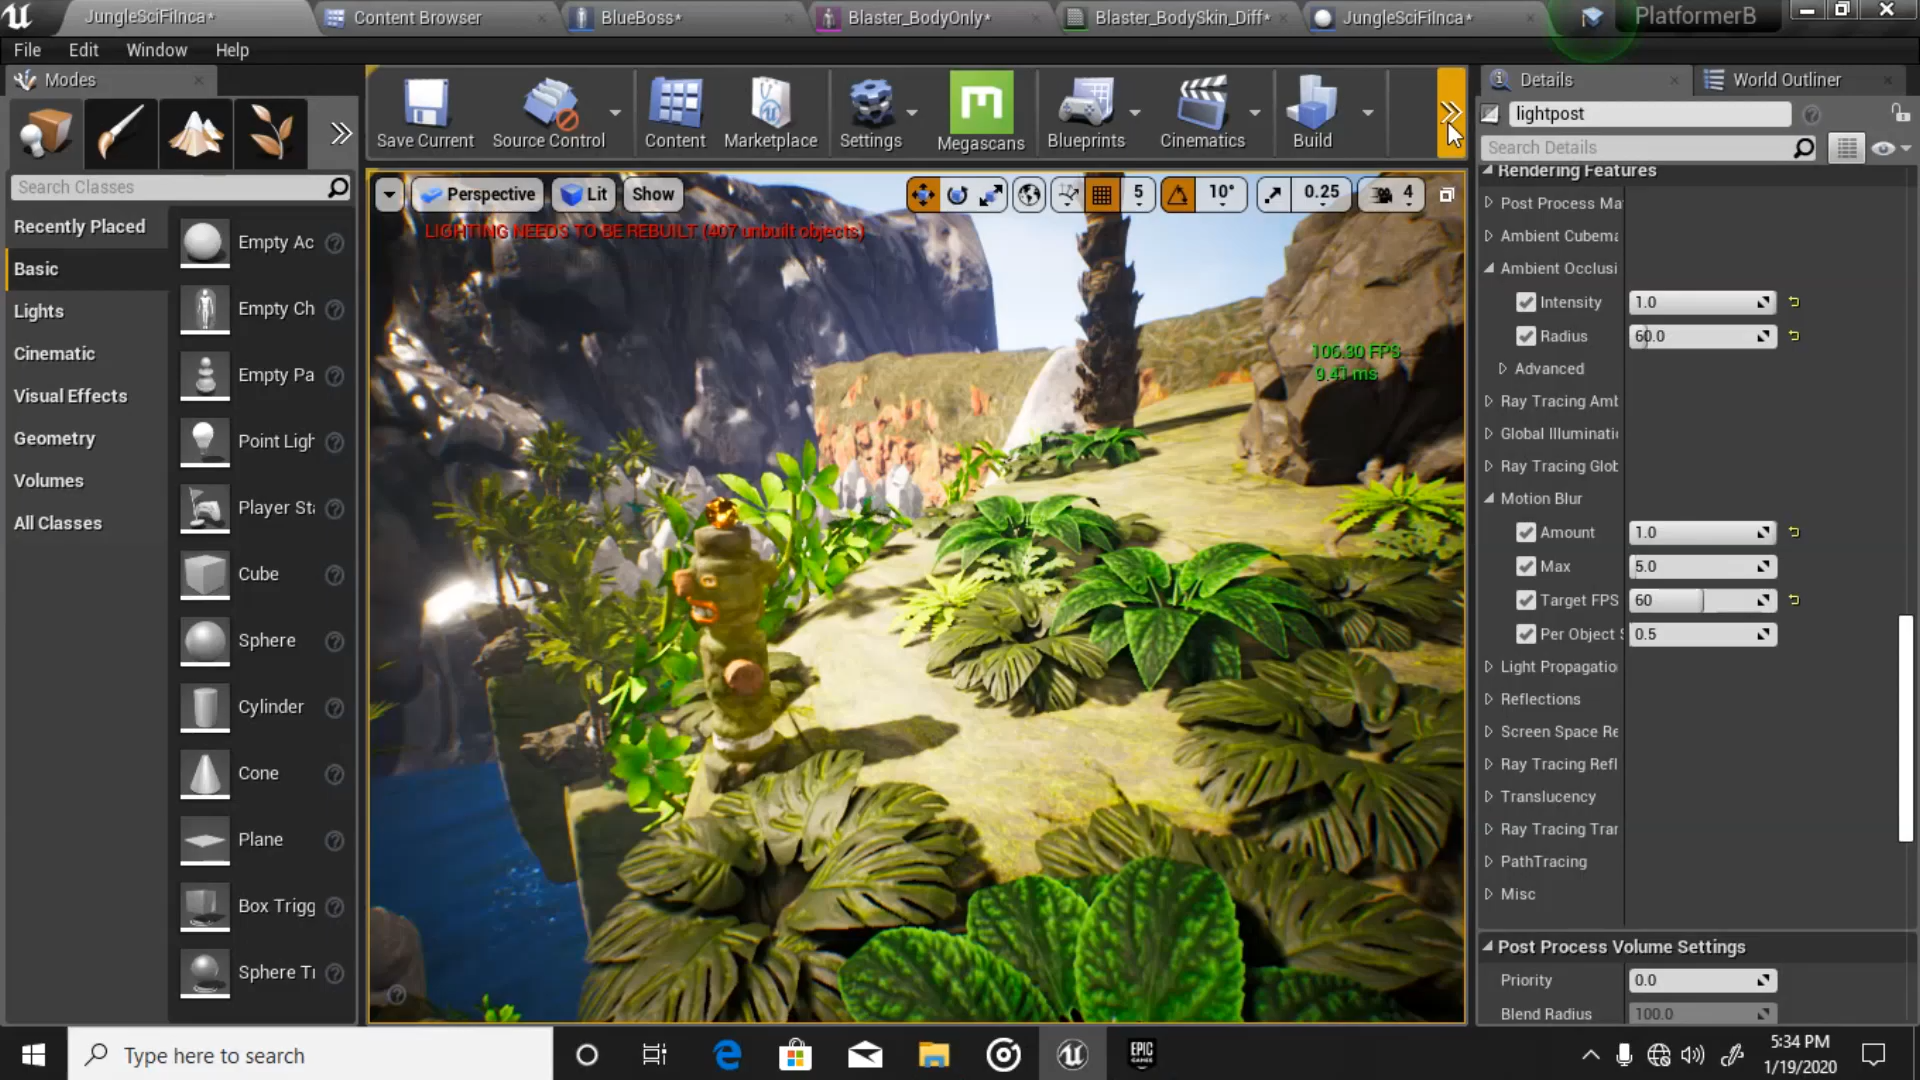 JungleSciFiInca*
Content Browser
BlueBoss*
Blaster_BodyOnly*
Blaster_BodySkin_Diff*
JungleSciFiInca*
PlatformerB
File
Edit
Window
Help
Modes
Save Current
Source Control
Content
Marketplace
Settings
Megascans
Blueprints
Cinematics
Build
Details
World Outliner
lightpost
Search Details
Search Classes
Recently Placed
Basic
Lights
Cinematic
Visual Effects
Geometry
Volumes
All Classes
Empty Ac
Empty Ch
Empty Pa
Point Ligh
Player Sta
Cube
Sphere
Cylinder
Cone
Plane
Box Trigg
Sphere Tr
Perspective
Lit
Show
5
10°
0.25
4
LIGHTING NEEDS TO BE REBUILT (407 unbuilt objects)
106.30 FPS
9.41 ms
Rendering Features
Post Process Ma
Ambient Cubema
Ambient Occlusi
Intensity 1.0
Radius 60.0
Advanced
Ray Tracing Amb
Global Illuminati
Ray Tracing Glob
Motion Blur
Amount 1.0
Max 5.0
Target FPS 60
Per Object S 0.5
Light Propagatio
Reflections
Screen Space Re
Ray Tracing Refl
Translucency
Ray Tracing Tran
PathTracing
Misc
Post Process Volume Settings
Priority 0.0
Blend Radius 100.0
Type here to search
EPIC
GAMES
5:34 PM
1/19/2020